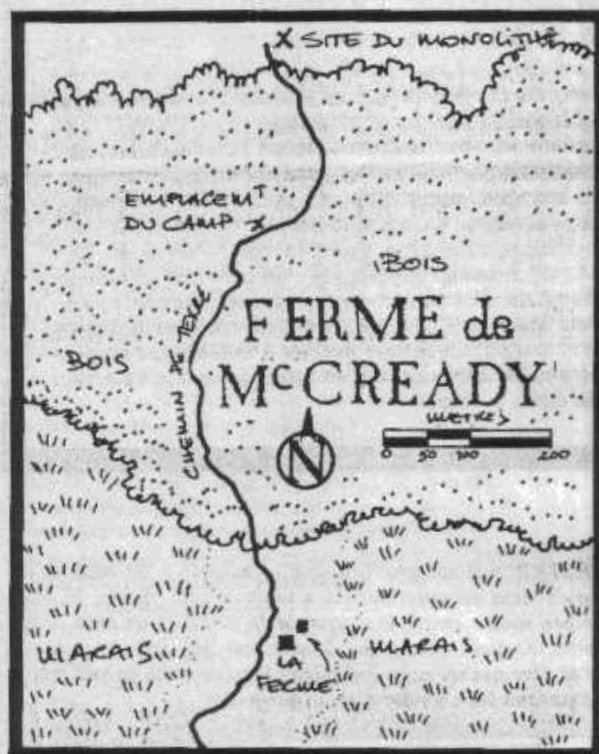 X SITE DU MONOLITHE
EMPLACEMT
DU CAMP X
BOIS
FERME de
McCREADY
BOIS
CHEMIN DE TERRE
METRES
0 50 100 200
N
MARAIS
LA
FERME
MARAIS